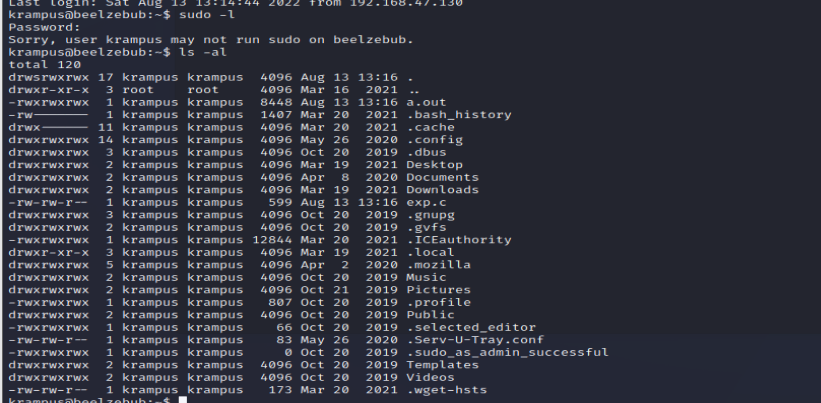 Last login: Sat Aug 13 13:14:44 2022 from 192.168.47.130
krampus@beelzebub:~$ sudo -l
Password:
Sorry, user krampus may not run sudo on beelzebub.
krampus@beelzebub:~$ ls -al
total 120
drwsrwxrwx 17 krampus krampus  4096 Aug 13 13:16 .
drwxr-xr-x  3 root    root     4096 Mar 16  2021 ..
-rwxrwxrwx  1 krampus krampus  8448 Aug 13 13:16 a.out
-rw-------  1 krampus krampus  1407 Mar 20  2021 .bash_history
drwx------ 11 krampus krampus  4096 Mar 20  2021 .cache
drwxrwxrwx 14 krampus krampus  4096 May 26  2020 .config
drwxrwxrwx  3 krampus krampus  4096 Oct 20  2019 .dbus
drwxrwxrwx  2 krampus krampus  4096 Mar 19  2021 Desktop
drwxrwxrwx  2 krampus krampus  4096 Apr  8  2020 Documents
drwxrwxrwx  2 krampus krampus  4096 Mar 19  2021 Downloads
-rw-rw-r--  1 krampus krampus   599 Aug 13 13:16 exp.c
drwxrwxrwx  3 krampus krampus  4096 Oct 20  2019 .gnupg
drwxrwxrwx  2 krampus krampus  4096 Oct 20  2019 .gvfs
-rwxrwxrwx  1 krampus krampus 12844 Mar 20  2021 .ICEauthority
drwxr-xr-x  3 krampus krampus  4096 Mar 19  2021 .local
drwxrwxrwx  5 krampus krampus  4096 Apr  2  2020 .mozilla
drwxrwxrwx  2 krampus krampus  4096 Oct 20  2019 Music
drwxrwxrwx  2 krampus krampus  4096 Oct 21  2019 Pictures
-rwxrwxrwx  1 krampus krampus   807 Oct 20  2019 .profile
drwxrwxrwx  2 krampus krampus  4096 Oct 20  2019 Public
-rwxrwxrwx  1 krampus krampus    66 Oct 20  2019 .selected_editor
-rw-rw-r--  1 krampus krampus    83 May 26  2020 .Serv-U-Tray.conf
-rwxrwxrwx  1 krampus krampus     0 Oct 20  2019 .sudo_as_admin_successful
drwxrwxrwx  2 krampus krampus  4096 Oct 20  2019 Templates
drwxrwxrwx  2 krampus krampus  4096 Oct 20  2019 Videos
-rw-rw-r--  1 krampus krampus   173 Mar 20  2021 .wget-hsts
krampus@beelzebub:~$